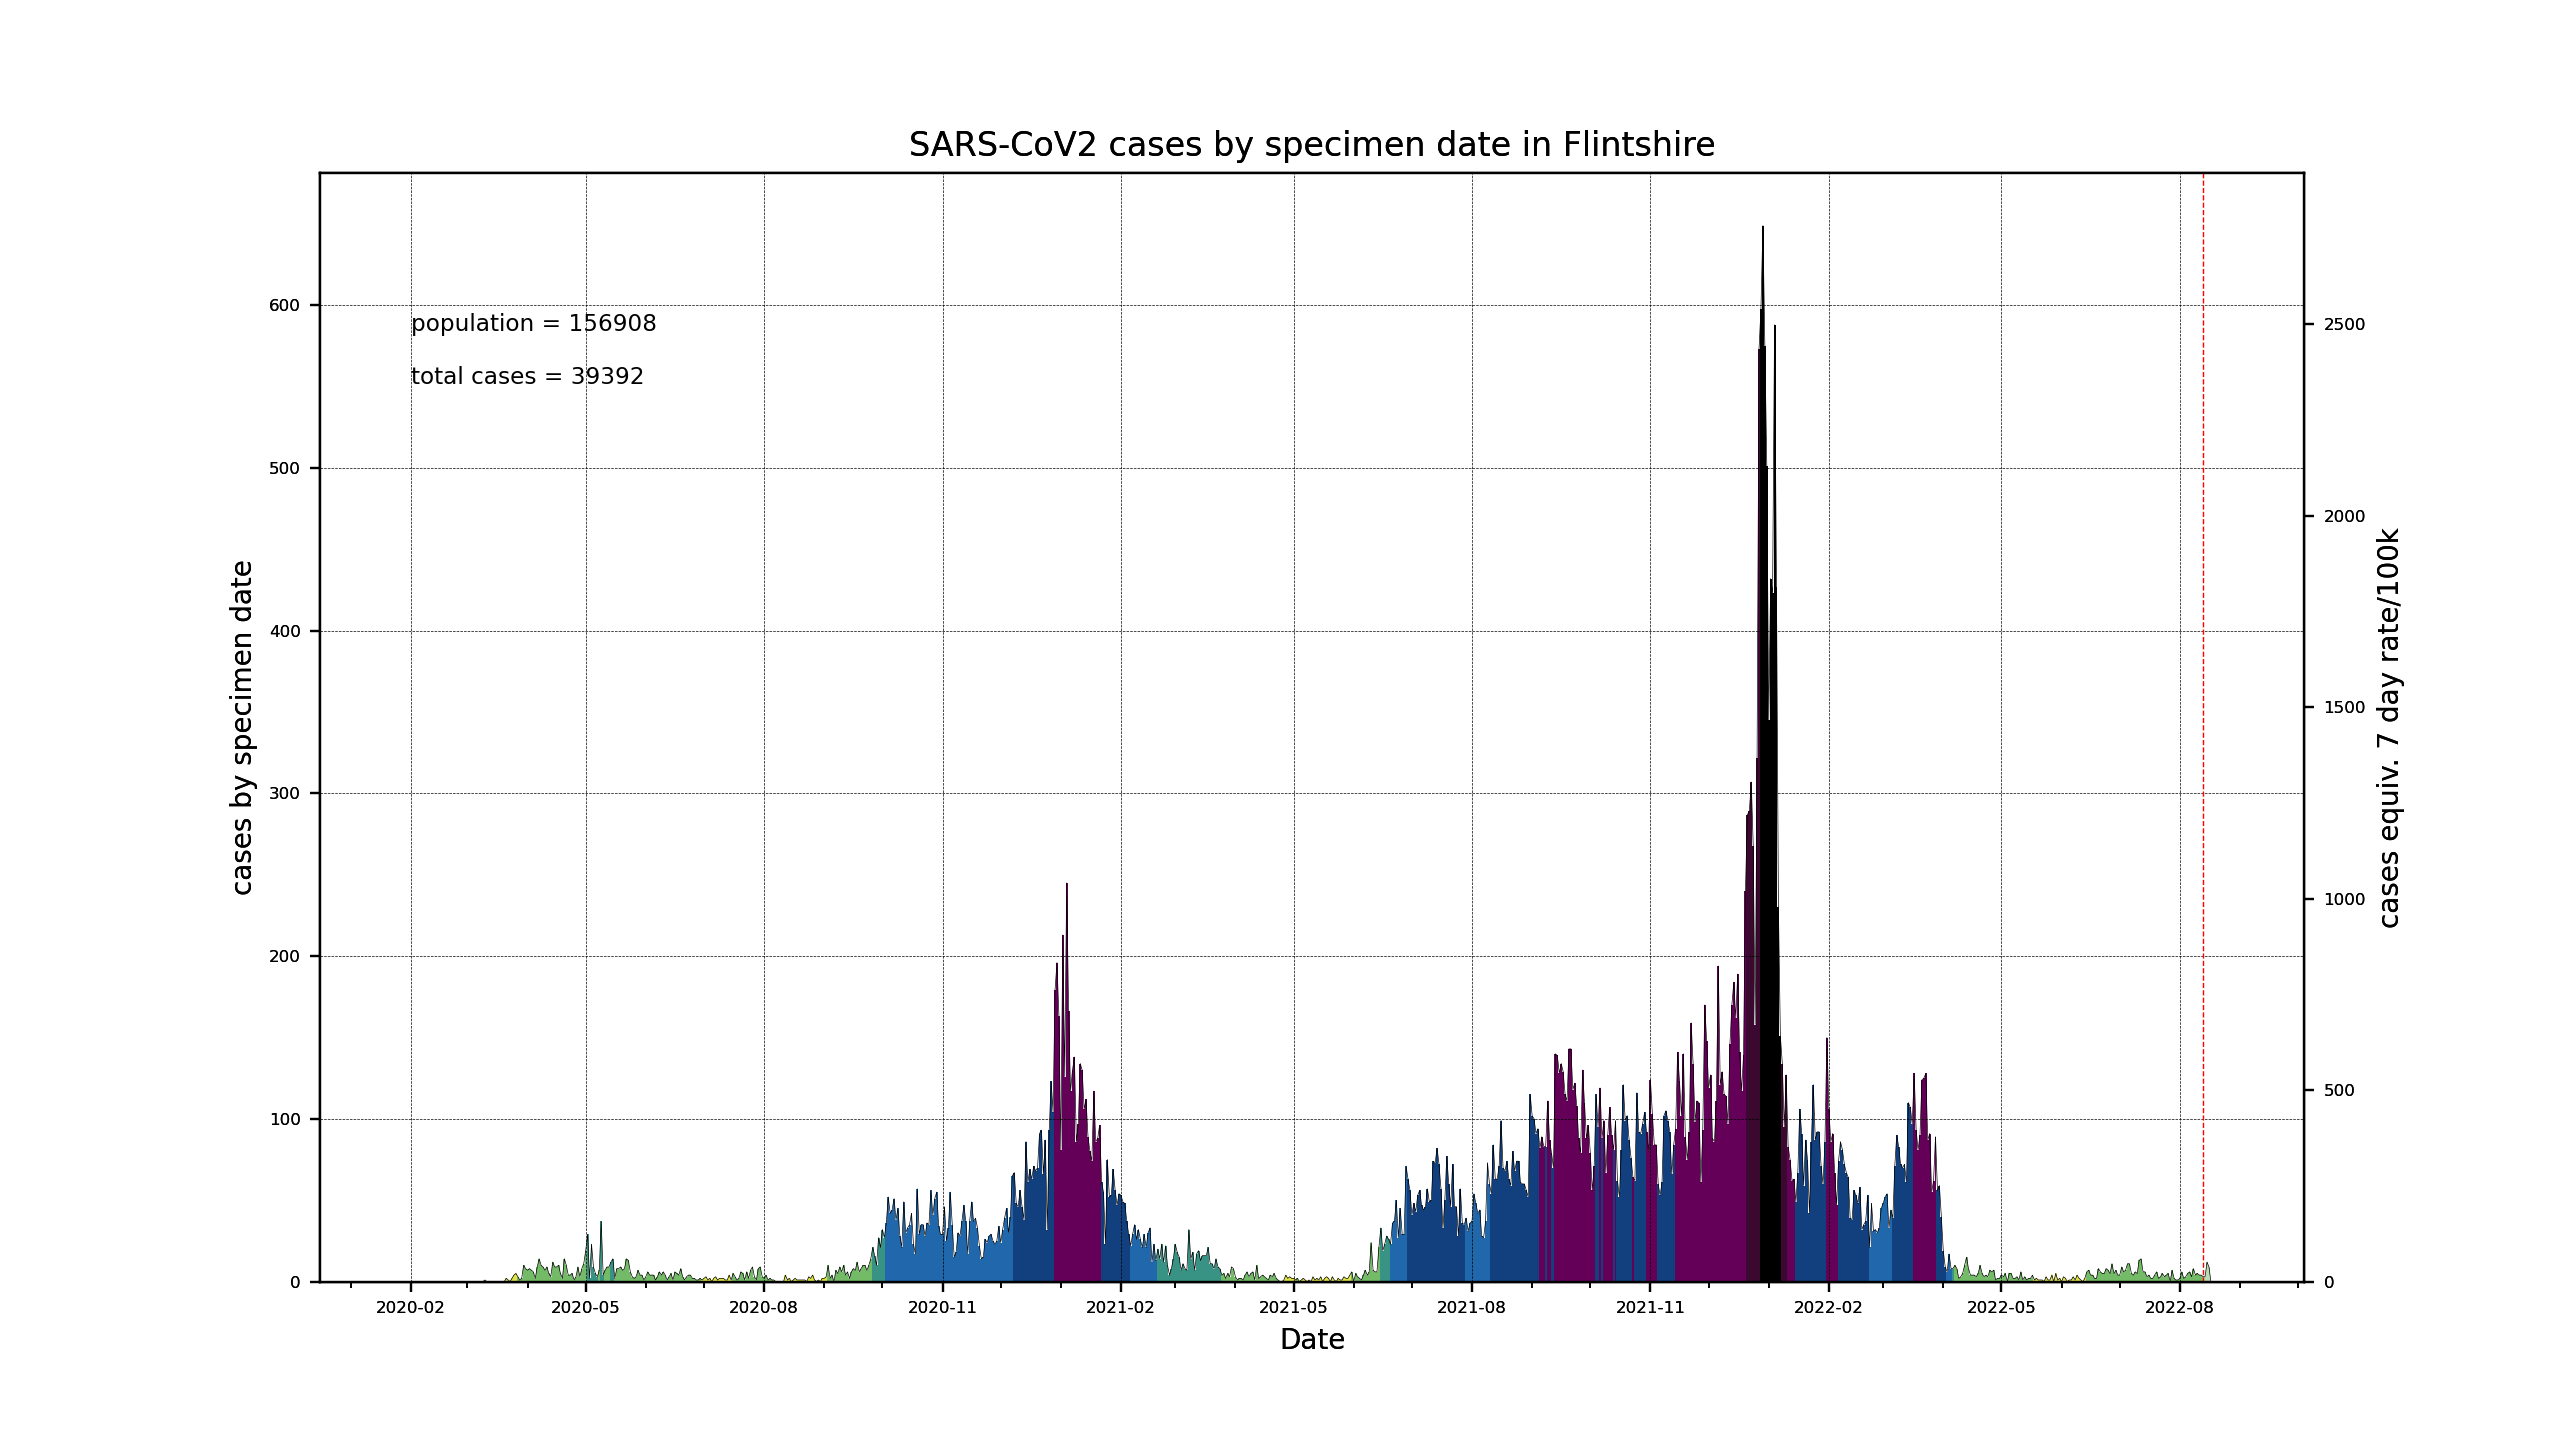 SARS-CoV2 cases by specimen date in Flintshire
population = 156908
total cases = 39392
cases by specimen date
600
500
400
300
200
100
0
2500
2000
1500
1000
500
0
cases equiv. 7 day rate/100k
2020-02 2020-05 2020-08 2020-11 2021-02 2021-05 2021-08 2021-11 2022-02 2022-05 2022-08
Date